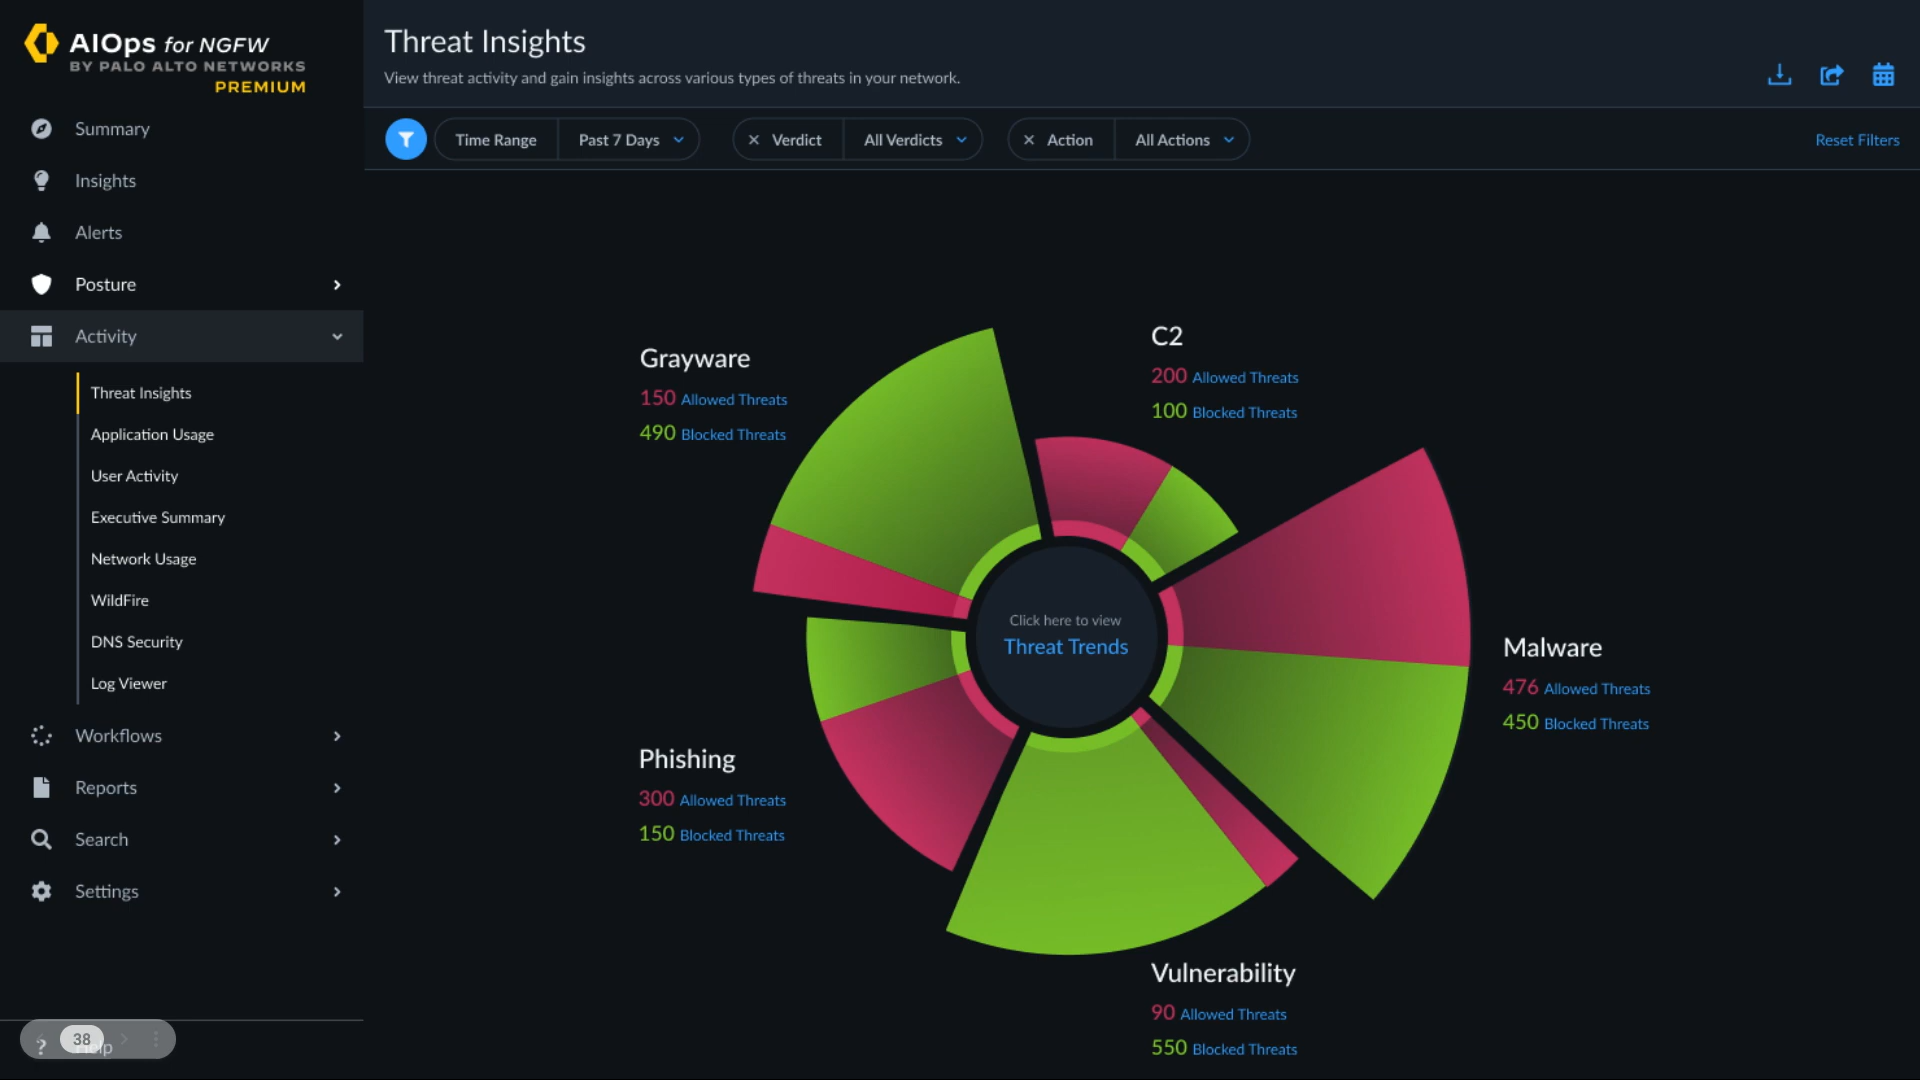 AIOps for NGFW
BY PALO ALTO NETWORKS
PREMIUM
Summary
Insights
Alerts
Posture
Activity
Threat Insights
Application Usage
User Activity
Executive Summary
Network Usage
WildFire
DNS Security
Log Viewer
Workflows
Reports
Search
Settings
? Help
38
Threat Insights
View threat activity and gain insights across various types of threats in your network.
Time Range Past 7 Days
Verdict All Verdicts
Action All Actions
Reset Filters
Grayware
150 Allowed Threats
490 Blocked Threats
C2
200 Allowed Threats
100 Blocked Threats
Click here to view
Threat Trends
Malware
476 Allowed Threats
450 Blocked Threats
Phishing
300 Allowed Threats
150 Blocked Threats
Vulnerability
90 Allowed Threats
550 Blocked Threats